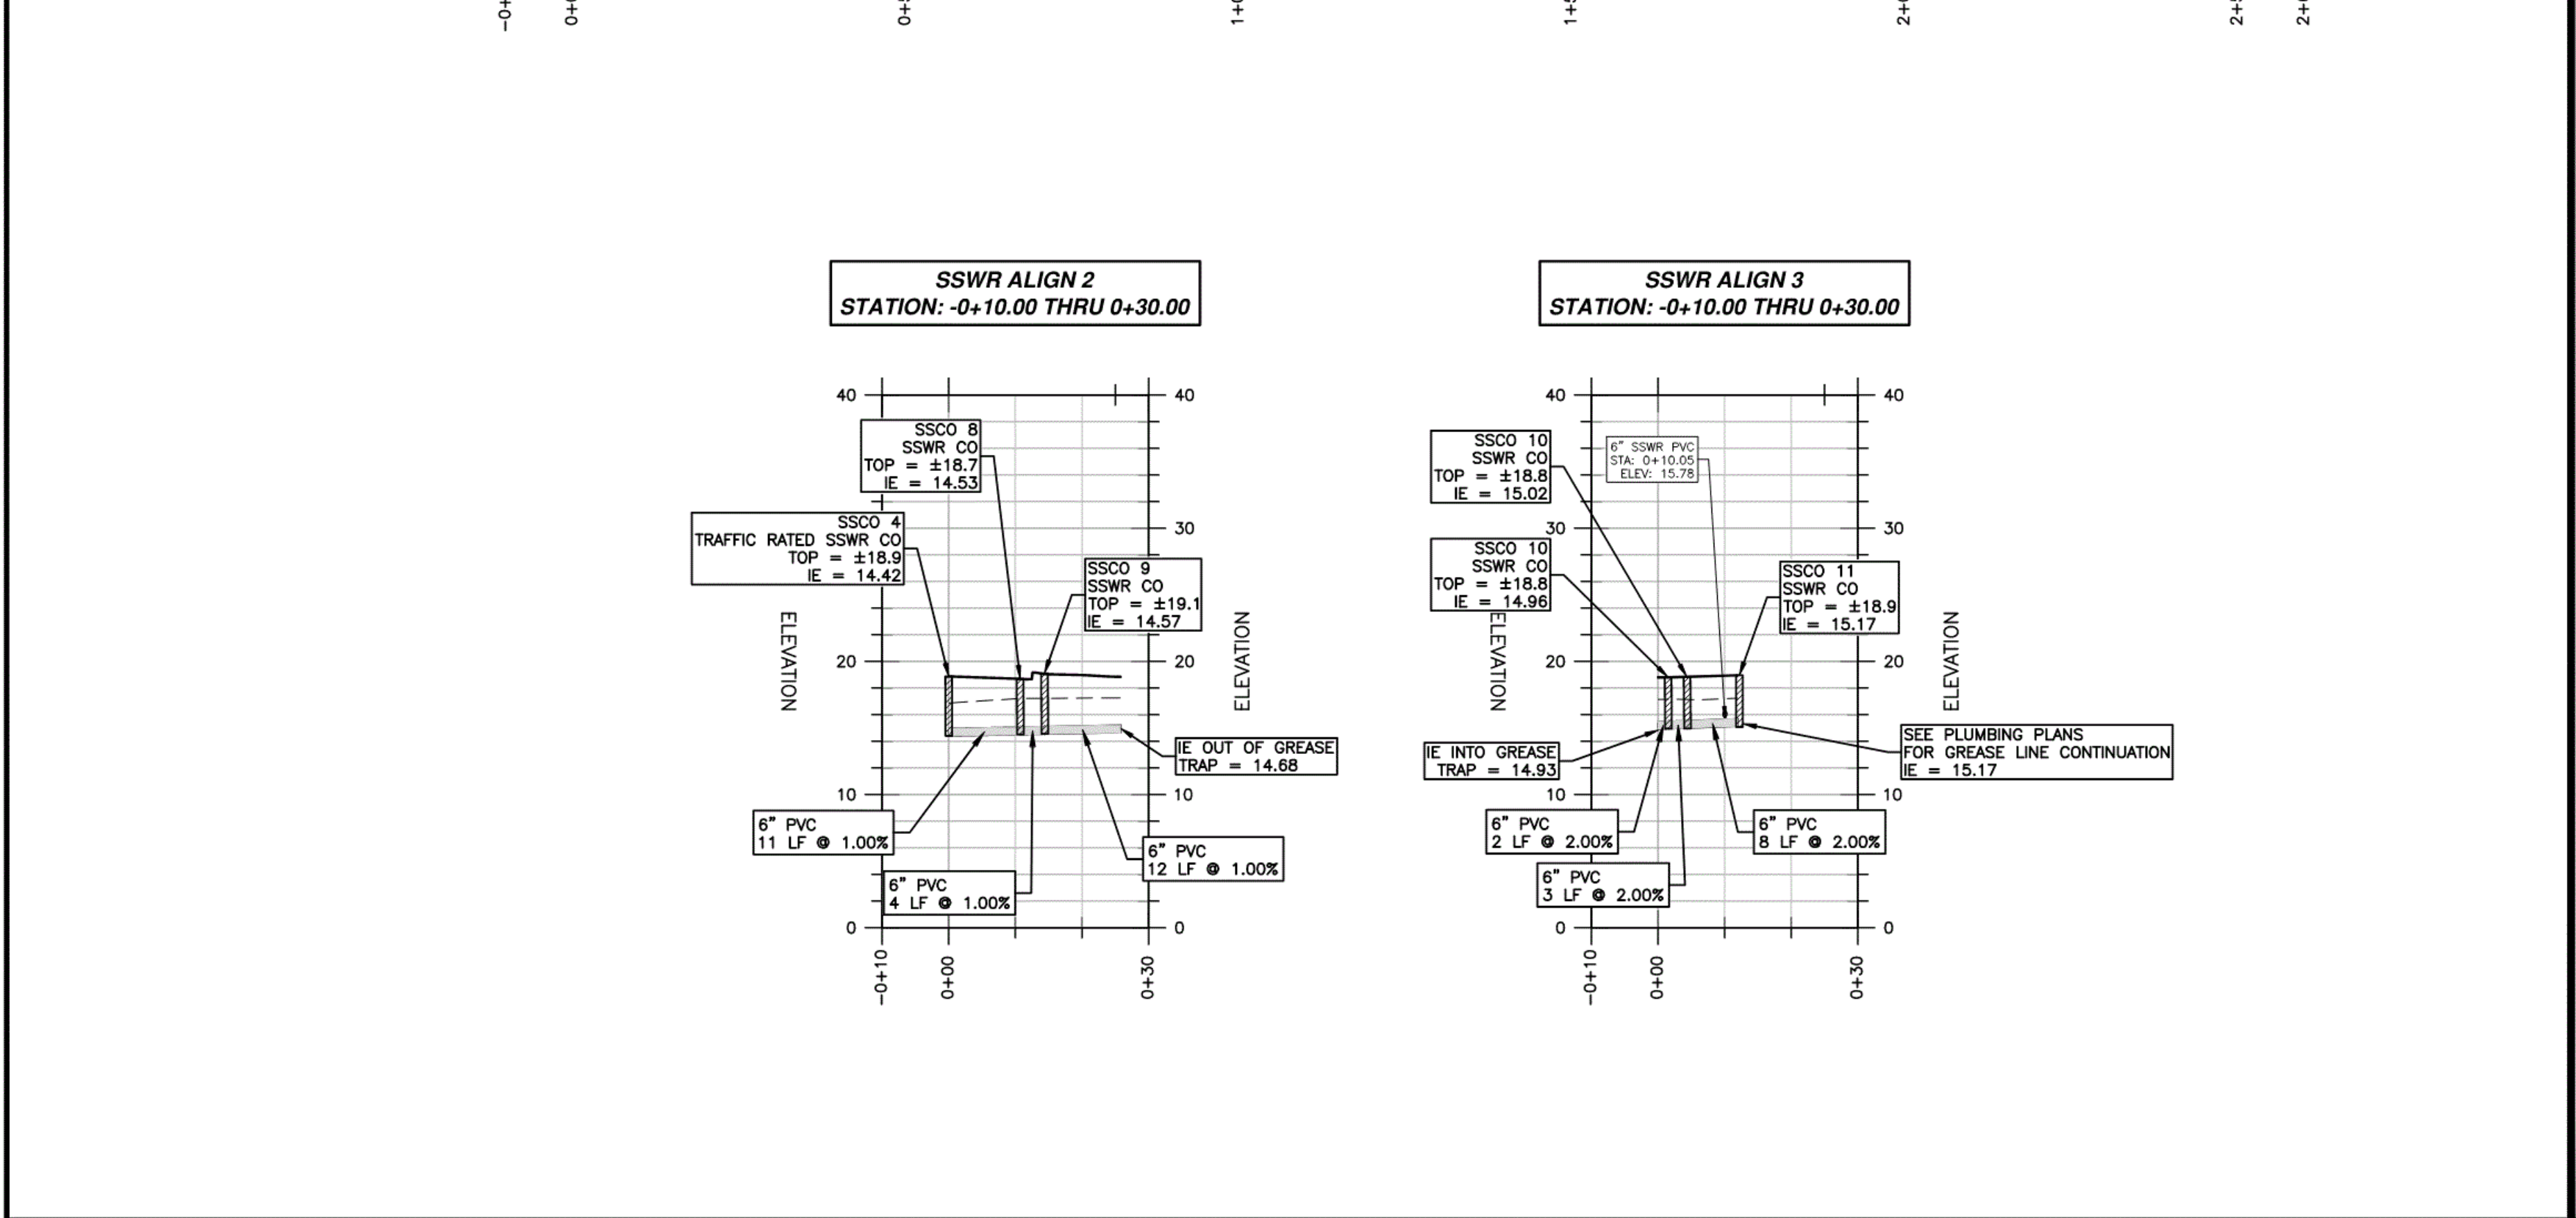 SSWR ALIGN 2
STATION: -0+10.00 THRU 0+30.00
40
40
SSCO 8
SSWR CO
TOP = ±18.7
IE = 14.53
SSCO 4
TRAFFIC RATED SSWR CO
TOP = ±18.9
IE = 14.42
30
SSCO 9
SSWR CO
TOP = ±19.1
IE = 14.57
ELEVATION
ELEVATION
20
20
IE OUT OF GREASE
TRAP = 14.68
10
10
6" PVC
11 LF @ 1.00%
6" PVC
12 LF @ 1.00%
6" PVC
4 LF @ 1.00%
0
0
-0+10
0+00
0+30
SSWR ALIGN 3
STATION: -0+10.00 THRU 0+30.00
40
40
SSCO 10
SSWR CO
TOP = ±18.8
IE = 15.02
6" SSWR PVC
STA: 0+10.05
ELEV: 15.78
30
30
SSCO 10
SSWR CO
TOP = ±18.8
IE = 14.96
SSCO 11
SSWR CO
TOP = ±18.9
IE = 15.17
ELEVATION
ELEVATION
20
20
IE INTO GREASE
TRAP = 14.93
SEE PLUMBING PLANS
FOR GREASE LINE CONTINUATION
IE = 15.17
10
10
6" PVC
2 LF @ 2.00%
6" PVC
8 LF @ 2.00%
6" PVC
3 LF @ 2.00%
0
0
-0+10
0+00
0+30